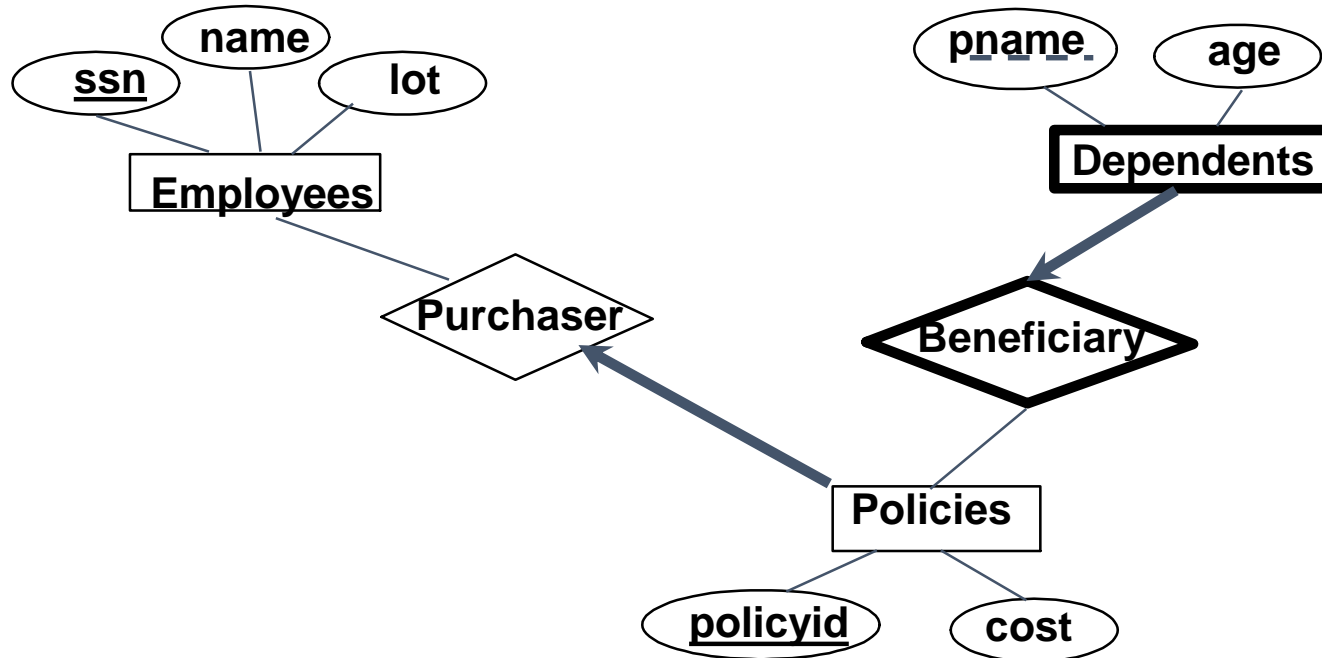 name
ssn
lot
Employees
pname
age
Dependents
Purchaser
Beneficiary
Policies
policyid
cost